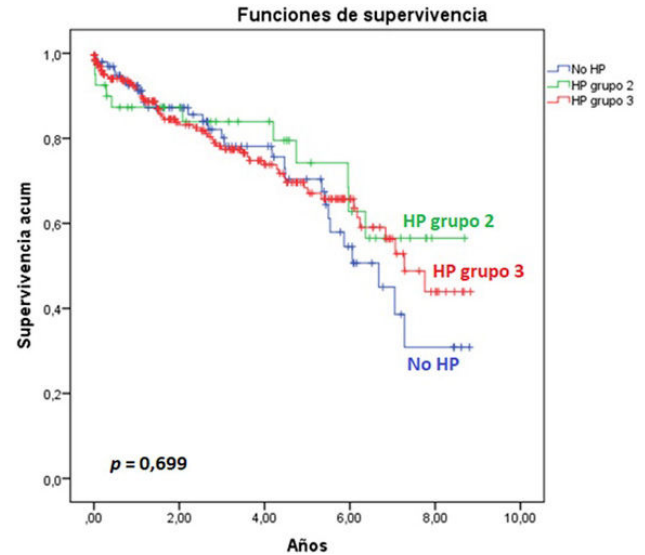 Funciones de supervivencia
No HP
HP grupo 2
HP grupo 3
Supervivencia acum
1,0
0,8
0,6
0,4
0,2
0,0
HP grupo 2
HP grupo 3
No HP
p = 0,699
,00
2,00
4,00
6,00
8,00
10,00
Años